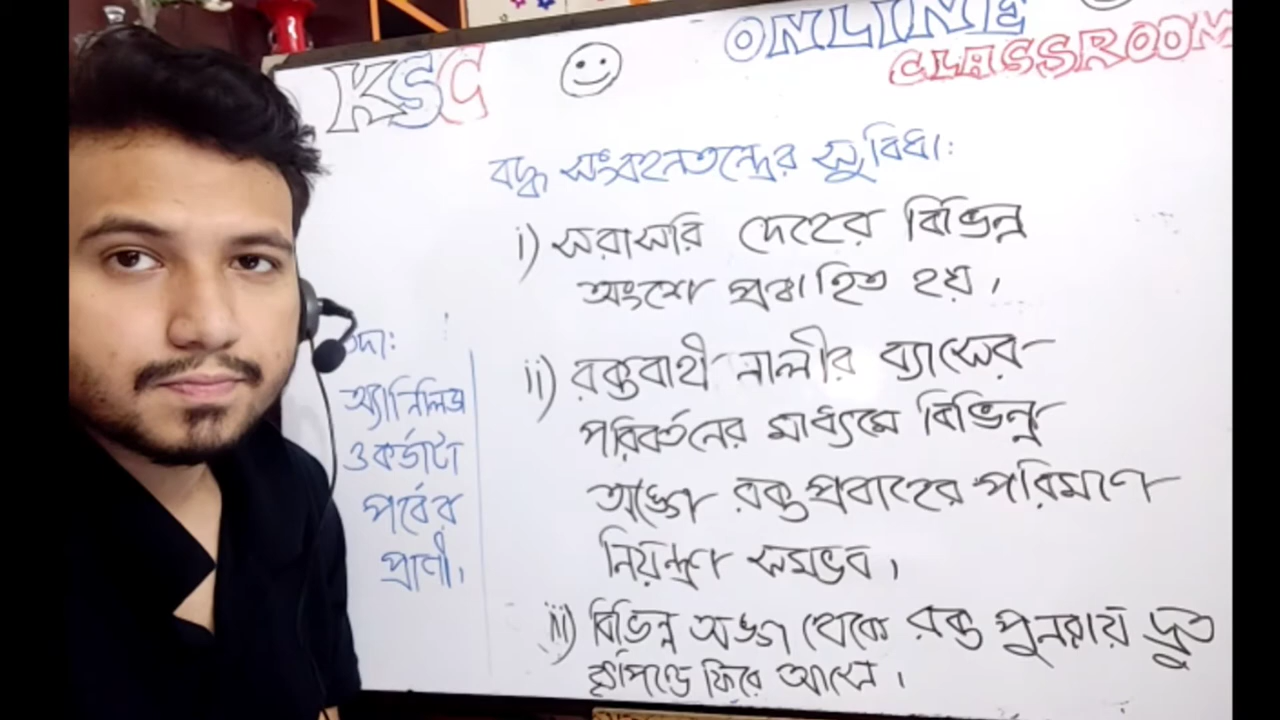 KSC
ONLINE
CLASSROOM
বদ্ধ সংবহনতন্ত্রের সুবিধা:
i) সরাসরি দেহের বিভিন্ন
অংশে প্রবাহিত হয়।
ii) রক্তবাহী নালীর ব্যাসের
পরিবর্তনের মাধ্যমে বিভিন্ন
অঙ্গে রক্তপ্রবাহের পরিমাণ
নিয়ন্ত্রণ সম্ভব।
iii) বিভিন্ন অঙ্গ থেকে রক্ত পুনরায় দ্রুত
হৃৎপিণ্ডে ফিরে আসে।
উদা:
অ্যানিলিডা
ও কর্ডাটা
পর্বের
প্রাণী।